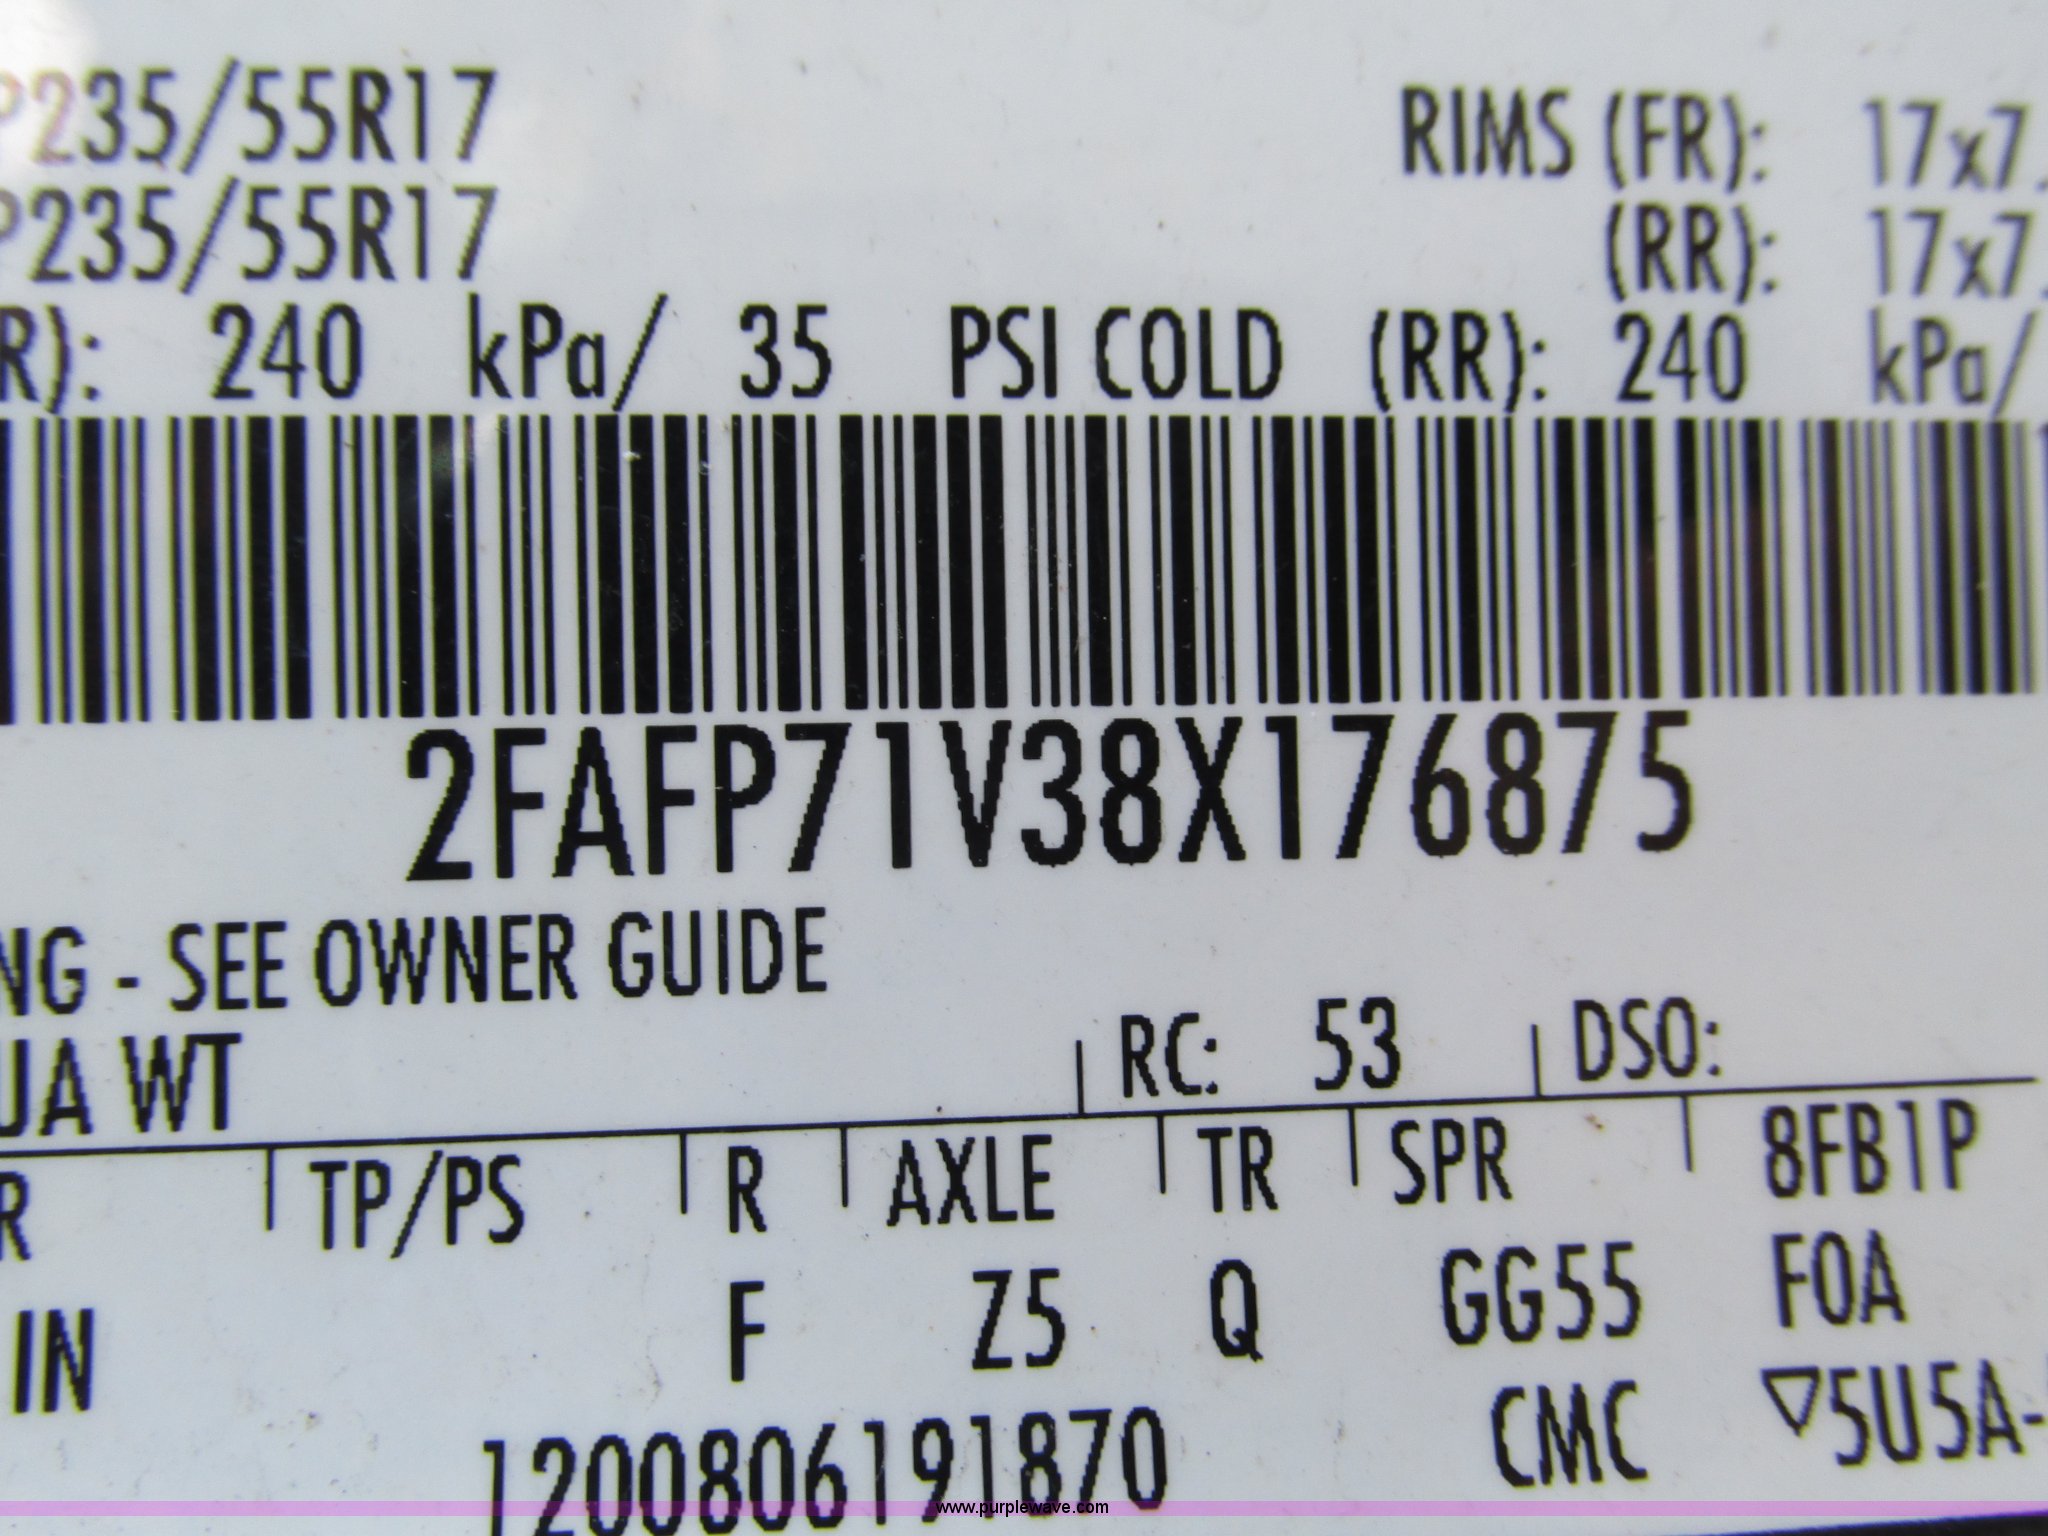 P235/55R17 RIMS (FR): 17x7.
P235/55R17 (RR): 17x7.
R): 240 kPa/ 35 PSI COLD (RR): 240 kPa/
2FAFP71V38X176875
NG - SEE OWNER GUIDE
UA WT RC: 53 DSO:
R TP/PS R AXLE TR SPR 8FB1P
IN F Z5 Q GG55 FOA
CMC ▽5U5A-
1200806191870
www.purplewave.com